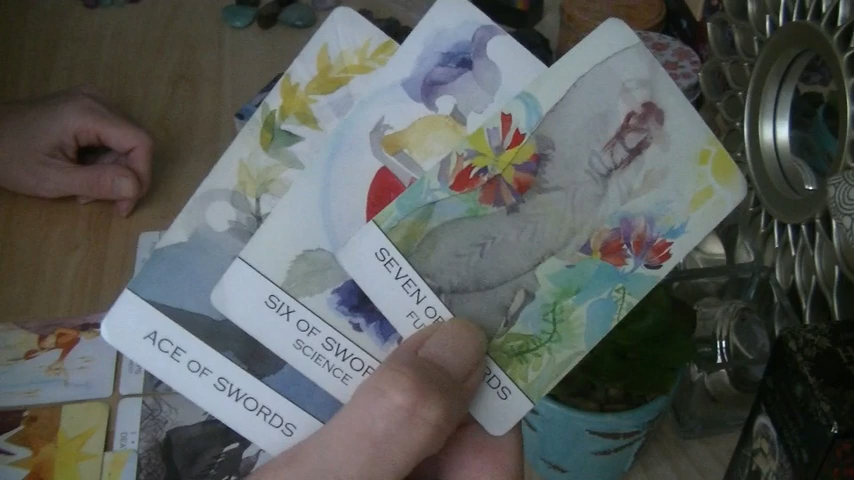 ACE OF SWORDS
SIX OF SWOR
SCIENCE
SEVEN OF RDS
FU